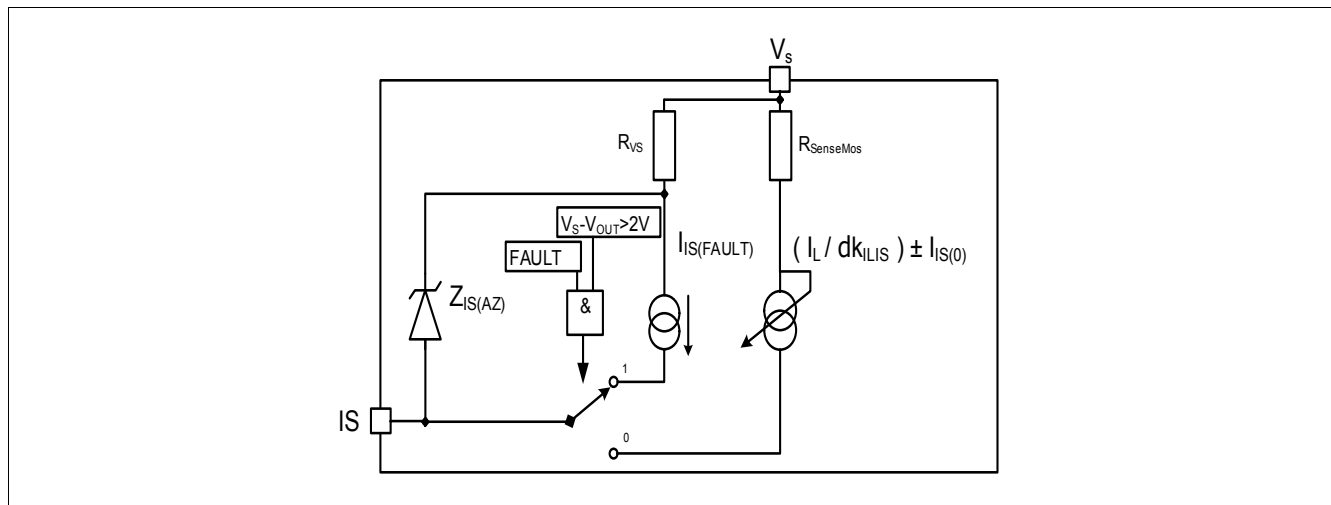 Vs
RVS
RSenseMos
VS-VOUT>2V
FAULT
IIS(FAULT)
( IL / dkILIS ) ± IIS(0)
ZIS(AZ)
&
1
IS
0